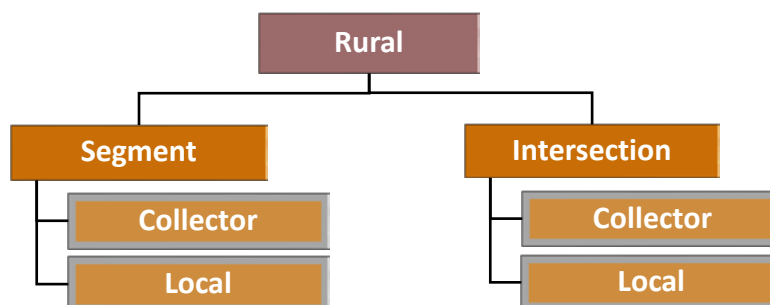 Rural
Segment
Intersection
Collector
Collector
Local
Local